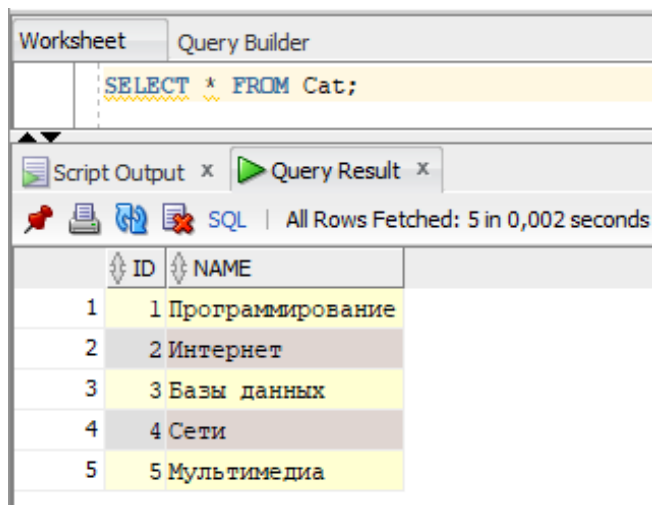 Worksheet Query Builder
SELECT * FROM Cat;
Script Output x Query Result x
SQL | All Rows Fetched: 5 in 0,002 seconds
ID NAME
1 1 Программирование
2 2 Интернет
3 3 Базы данных
4 4 Сети
5 5 Мультимедиа